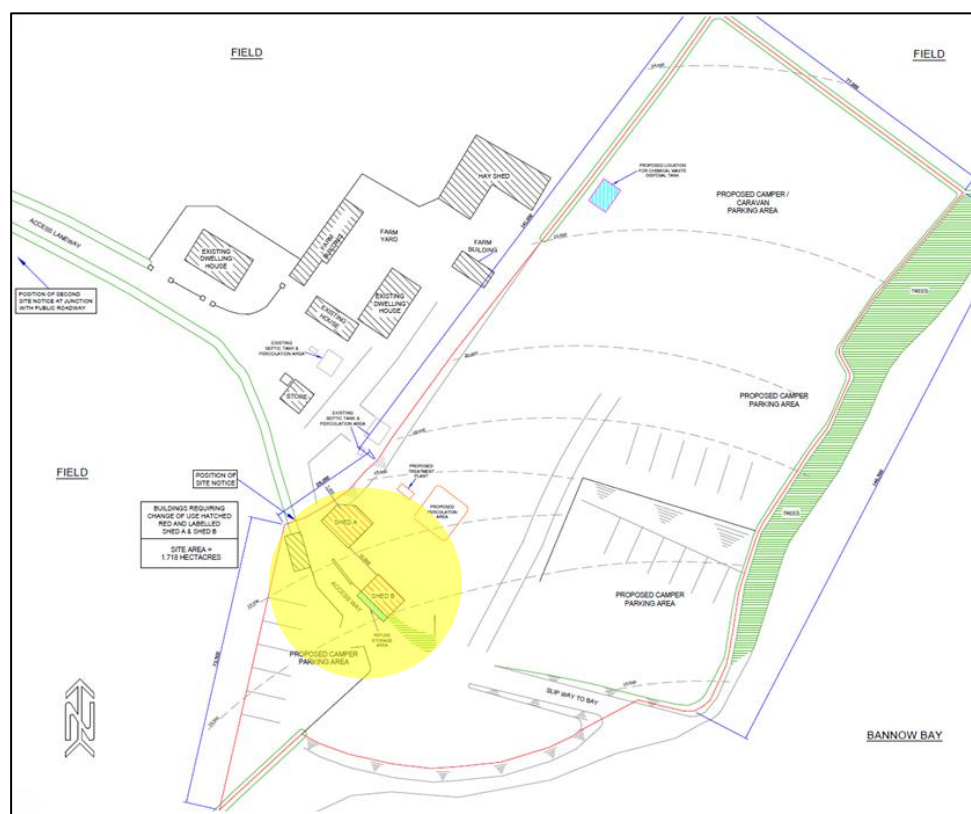 FIELD
FIELD
77.000
HAY SHED
PROPOSED LOCATION
FOR CHEMICAL WASTE
DISPOSAL TANK
PROPOSED CAMPER /
CARAVAN
PARKING AREA
ACCESS LANEWAY
FARM
BUILDING
FARM
YARD
FARM
BUILDING
EXISTING
DWELLING
HOUSE
EXISTING
DWELLING
HOUSE
EXISTING
HOUSE
POSITION OF SECOND
SITE NOTICE AT JUNCTION
WITH PUBLIC ROADWAY
TREES
EXISTING
SEPTIC TANK &
PERCOLATION AREA
STORE
PROPOSED CAMPER
PARKING AREA
EXISTING
SEPTIC TANK &
PERCOLATION AREA
FIELD
POSITION OF
SITE NOTICE
PROPOSED
TREATMENT
PLANT
PROPOSED
PERCOLATION
AREA
BUILDINGS REQUIRING
CHANGE OF USE HATCHED
RED AND LABELLED
SHED A & SHED B
SITE AREA =
1.718 HECTACRES
SHED A
TREES
ACCESS WAY
SHED B
REFUSE
STORAGE
AREA
PROPOSED CAMPER
PARKING AREA
PROPOSED CAMPER
PARKING AREA
SLIP WAY TO BAY
BANNOW BAY